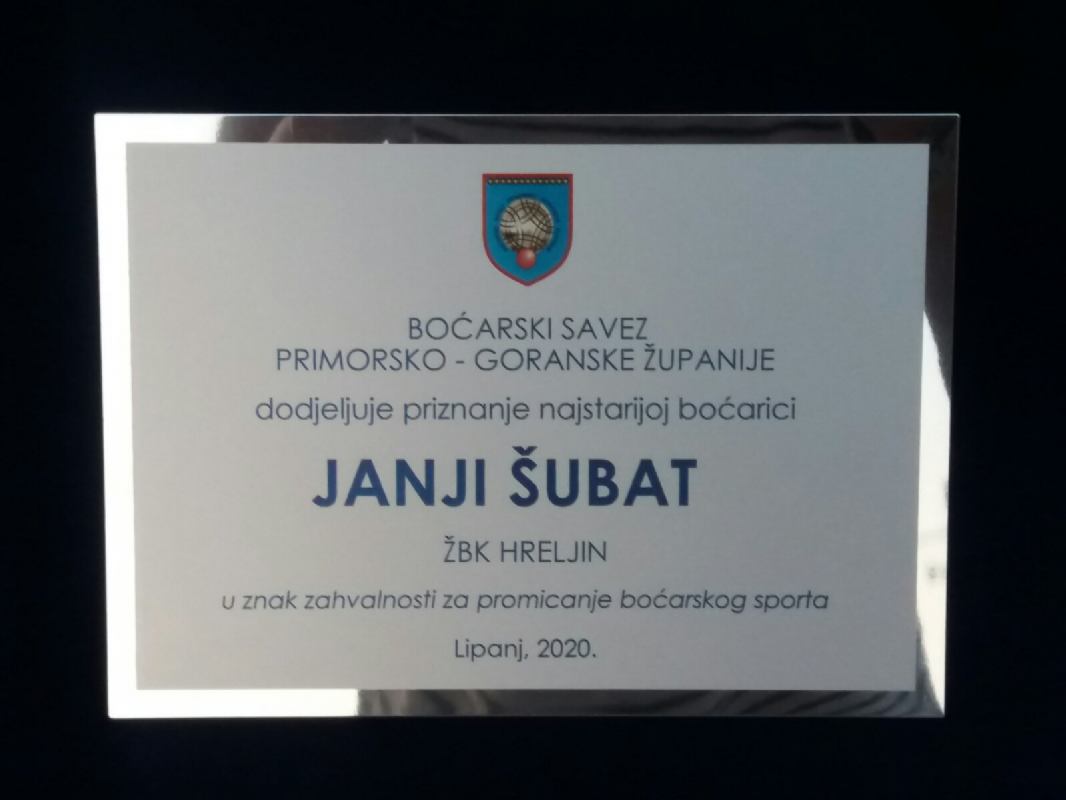 BOĆARSKI SAVEZ
PRIMORSKO - GORANSKE ŽUPANIJE
dodjeljuje priznanje najstarijoj boćarici
JANJI ŠUBAT
ŽBK HRELJIN
u znak zahvalnosti za promicanje boćarskog sporta
Lipanj, 2020.